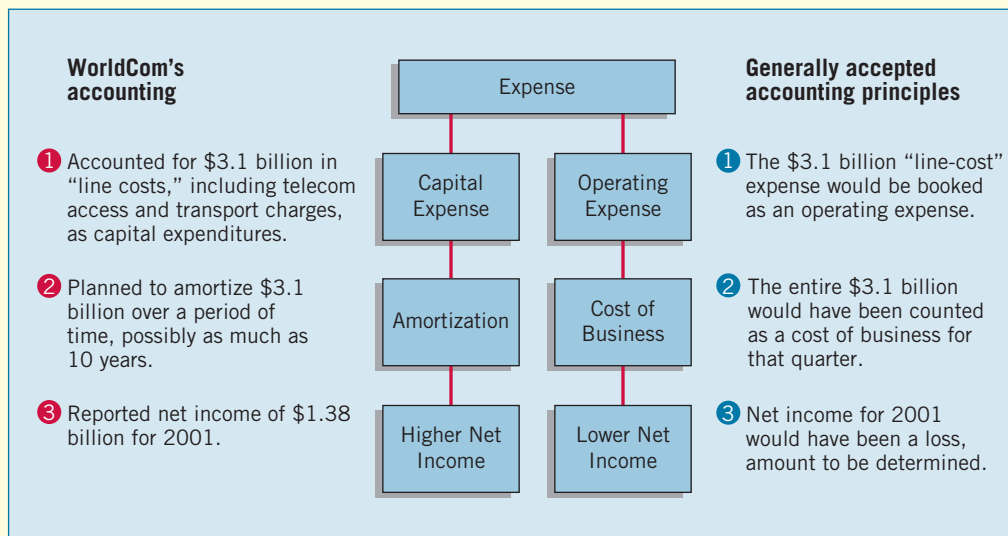 WorldCom's
accounting
1 Accounted for $3.1 billion in
"line costs," including telecom
access and transport charges,
as capital expenditures.
2 Planned to amortize $3.1
billion over a period of
time, possibly as much as
10 years.
3 Reported net income of $1.38
billion for 2001.
Expense
Capital
Expense
Operating
Expense
Amortization
Cost of
Business
Higher Net
Income
Lower Net
Income
Generally accepted
accounting principles
1 The $3.1 billion "line-cost"
expense would be booked
as an operating expense.
2 The entire $3.1 billion
would have been counted
as a cost of business for
that quarter.
3 Net income for 2001
would have been a loss,
amount to be determined.